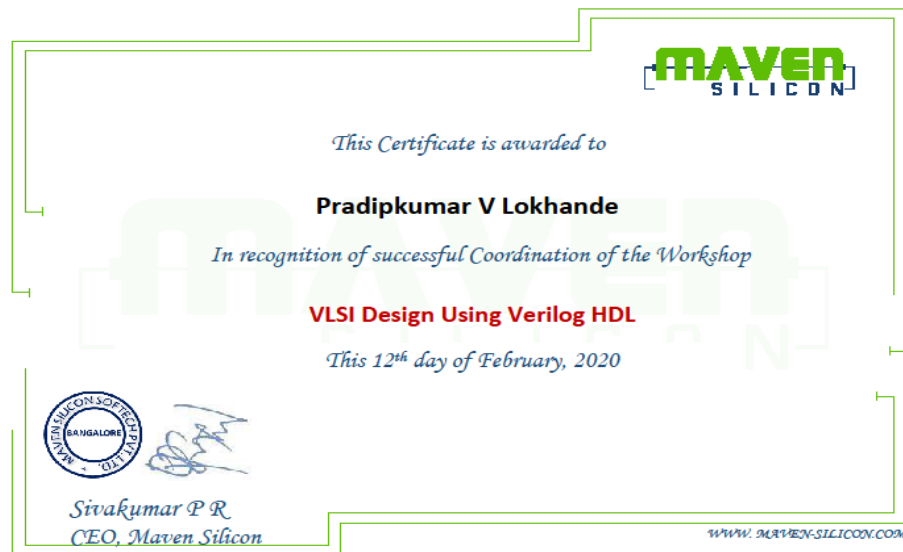 MAVEN
SILICON
This Certificate is awarded to
Pradipkumar V Lokhande
In recognition of successful Coordination of the Workshop
VLSI Design Using Verilog HDL
This 12th day of February, 2020
MAVEN SILICON
MAVEN SILICON SOFTECH PVT. LTD.
BANGALORE
Sivakumar P R
CEO, Maven Silicon
WWW. MAVEN-SILICON.COM